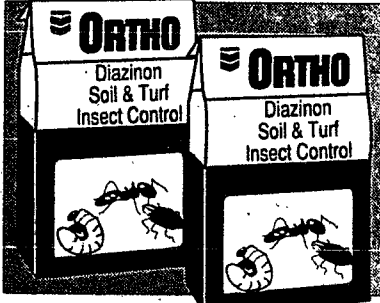 ORTHO
Diazinon
Soil & Turf
Insect Control
ORTHO
Diazinon
Soil & Turf
Insect Control